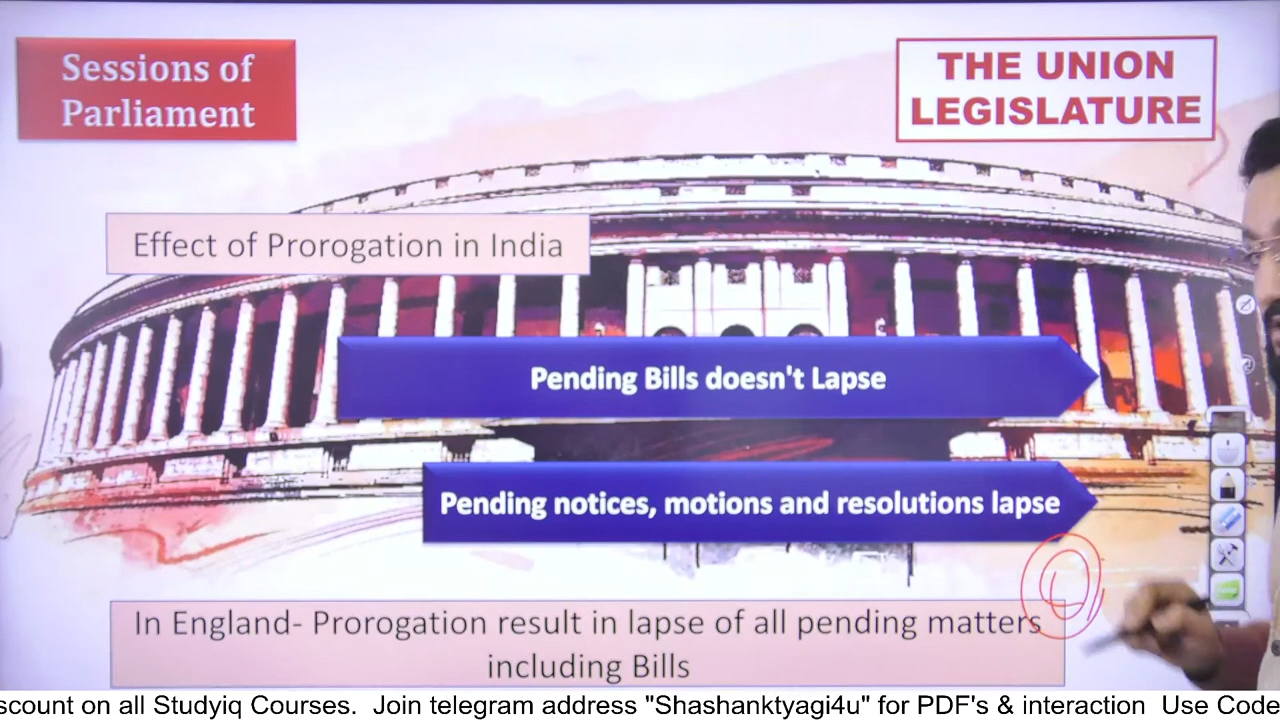 Sessions of
Parliament
THE UNION
LEGISLATURE
Effect of Prorogation in India
Pending Bills doesn't Lapse
Pending notices, motions and resolutions lapse
In England- Prorogation result in lapse of all pending matters
including Bills
scount on all Studyiq Courses. Join telegram address "Shashanktyagi4u" for PDF's & interaction Use Code